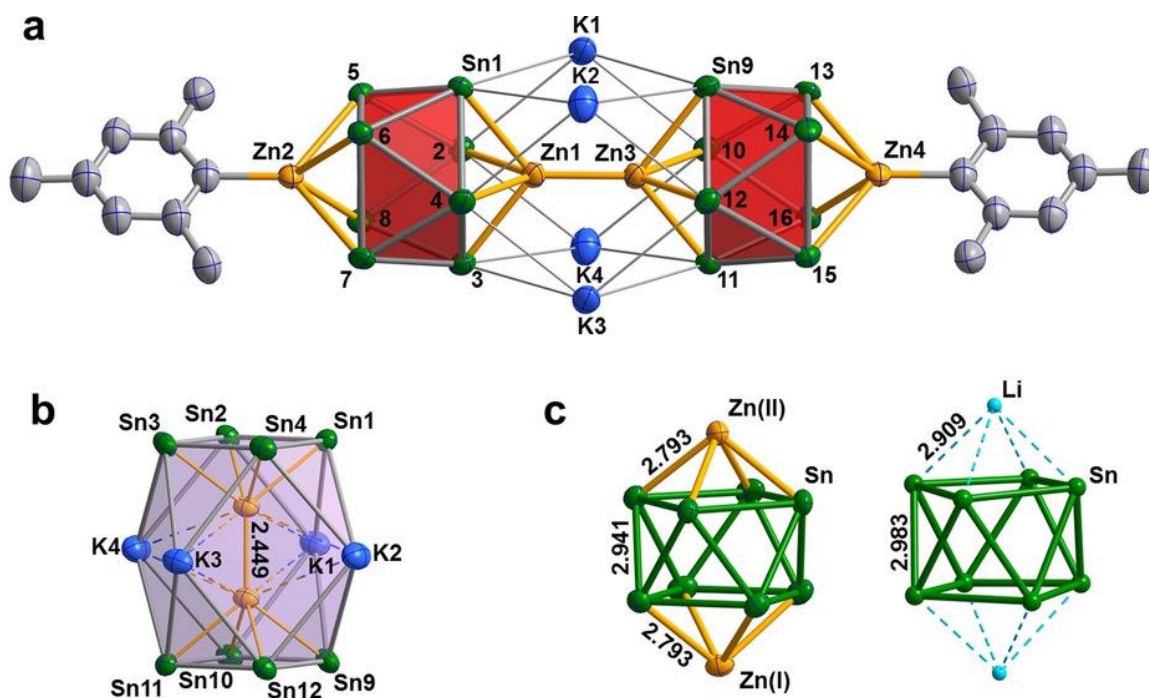 a
K1
Sn1
K2
Sn9
5
13
6
14
Zn2
2
Zn1
Zn3
10
Zn4
4
12
8
16
7
3
K4
11
15
K3
b
Sn3
Sn2
Sn4
Sn1
K4
K3
2.449
K1
K2
Sn11
Sn10
Sn12
Sn9
c
Zn(II)
2.793
Sn
2.941
2.793
Zn(I)
Li
2.909
Sn
2.983